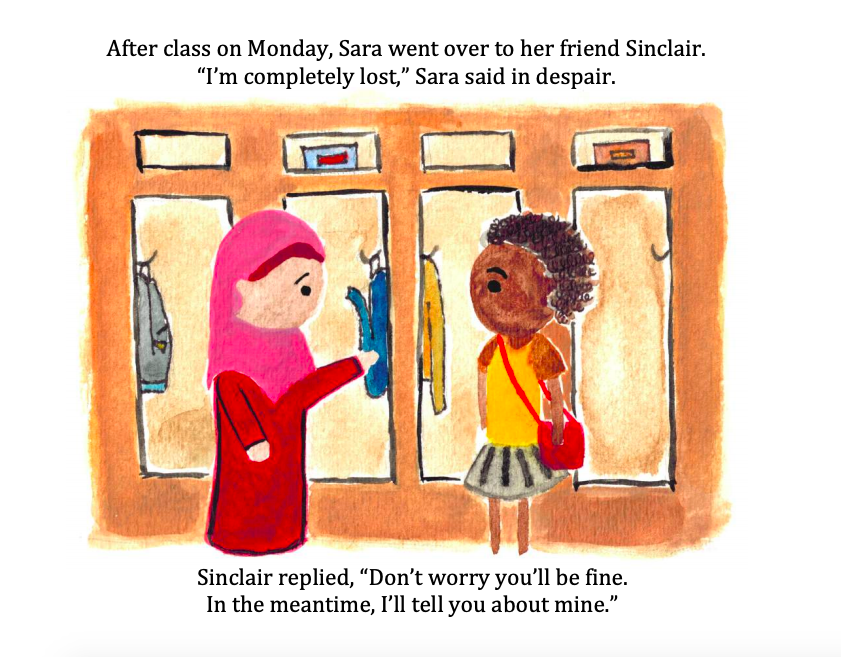 After class on Monday, Sara went over to her friend Sinclair.
“I’m completely lost,” Sara said in despair.
Sinclair replied, “Don’t worry you’ll be fine.
In the meantime, I’ll tell you about mine.”